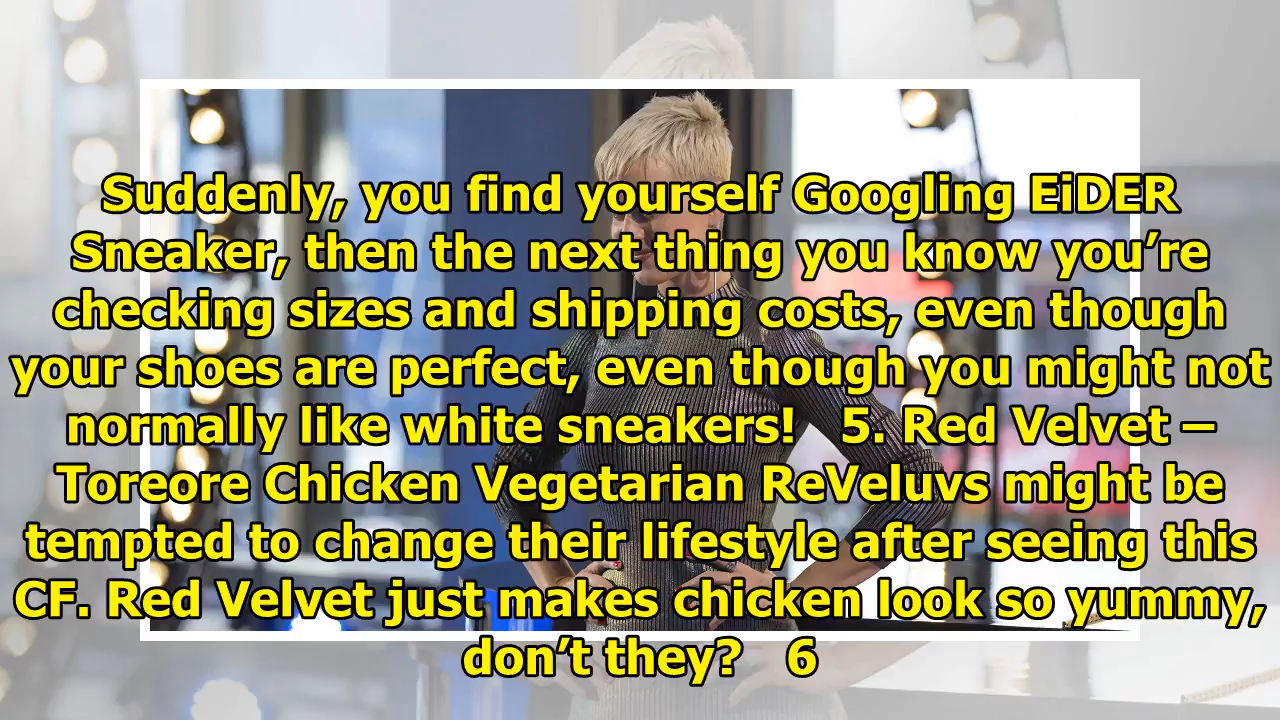 Suddenly, you find yourself Googling EiDER
Sneaker, then the next thing you know you’re
checking sizes and shipping costs, even though
your shoes are perfect, even though you might not
normally like white sneakers!   5. Red Velvet –
Toreore Chicken Vegetarian ReVeluvs might be
tempted to change their lifestyle after seeing this
CF. Red Velvet just makes chicken look so yummy,
don’t they?   6